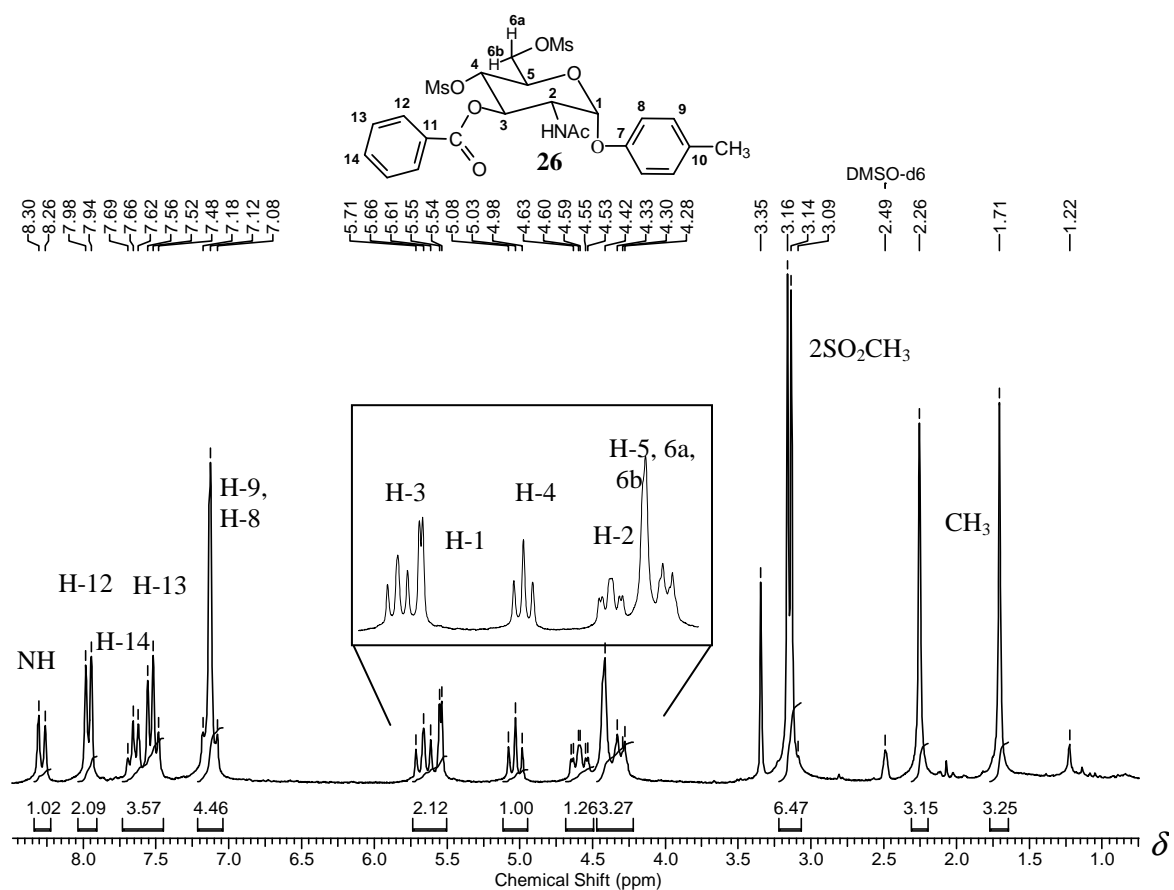 6a
H
6b
H
OMs
4
5
O
MsO
2
1
8
9
13
12
O
3
HN
Ac
7
11
C
O
10
CH3
14
O
26
DMSO-d6
8.30 8.26 7.98 7.94 7.69 7.66 7.62 7.56 7.52 7.48 7.18 7.12 7.08 5.71 5.66 5.61 5.55 5.54 5.08 5.03 4.98 4.63 4.60 4.59 4.55 4.53 4.42 4.33 4.30 4.28 3.35 3.16 3.14 3.09 2.49 2.26 1.71 1.22
2SO2CH3
H-5, 6a,
6b
H-9,
H-8
H-3
H-4
H-1
H-2
CH3
H-12
H-13
H-14
NH
1.02 2.09 3.57 4.46 2.12 1.00 1.26 3.27 6.47 3.15 3.25
8.0 7.5 7.0 6.5 6.0 5.5 5.0 4.5 4.0 3.5 3.0 2.5 2.0 1.5 1.0
δ
Chemical Shift (ppm)